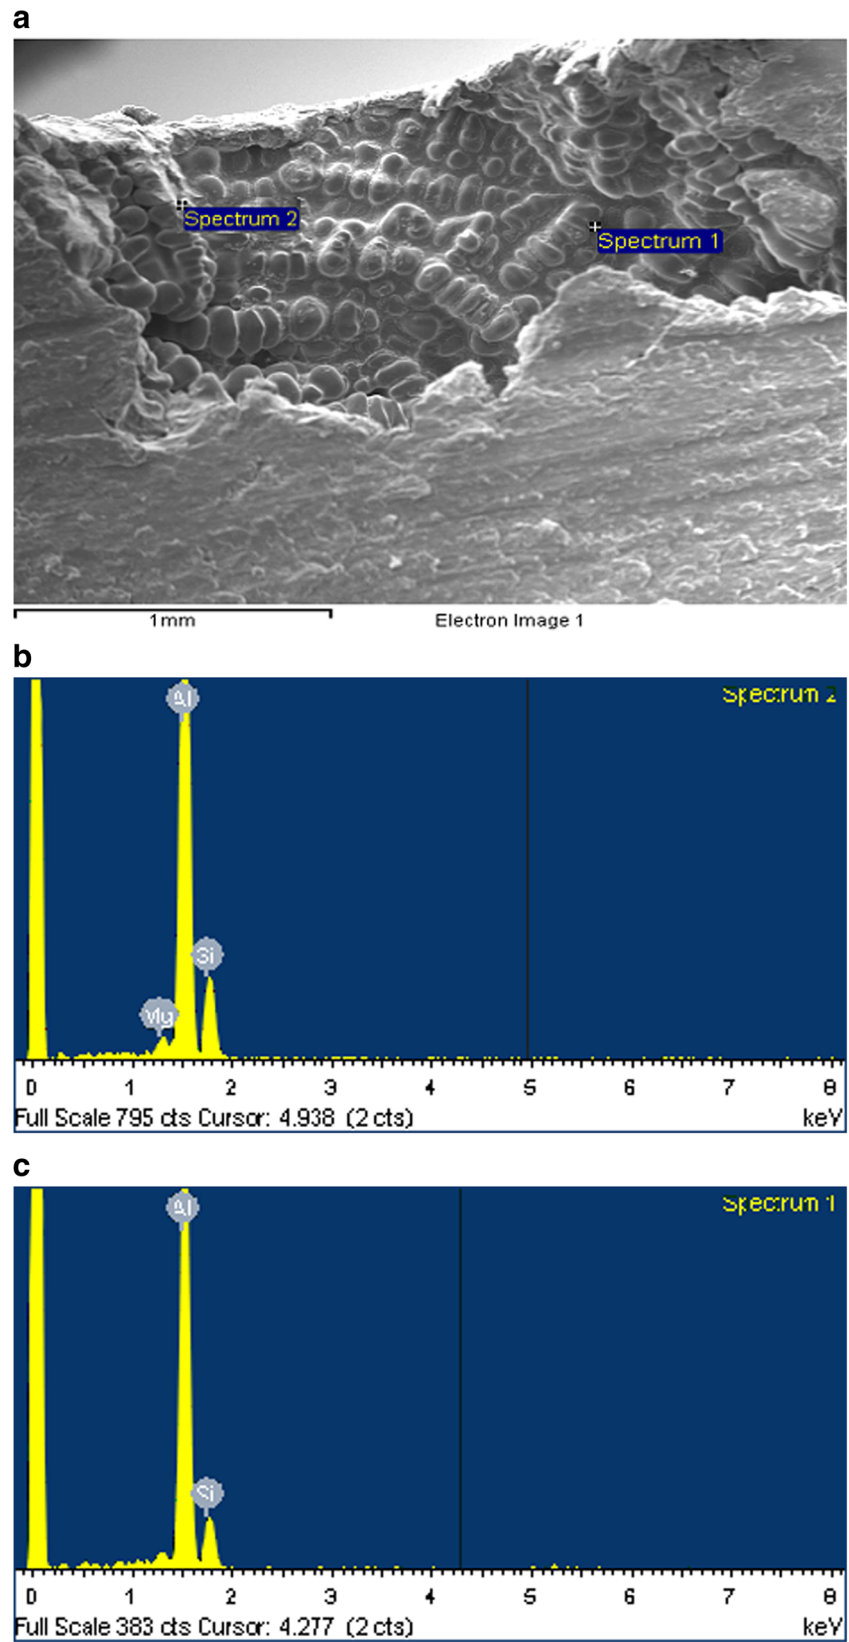 a
Spectrum 2
Spectrum 1
1mm
Electron Image 1
b
Al
Spectrum 2
Si
Mg
0 1 2 3 4 5 6 7 8
Full Scale 795 cts Cursor: 4.938 (2 cts)
keV
c
Al
Spectrum 1
Si
0 1 2 3 4 5 6 7 8
Full Scale 383 cts Cursor: 4.277 (2 cts)
keV